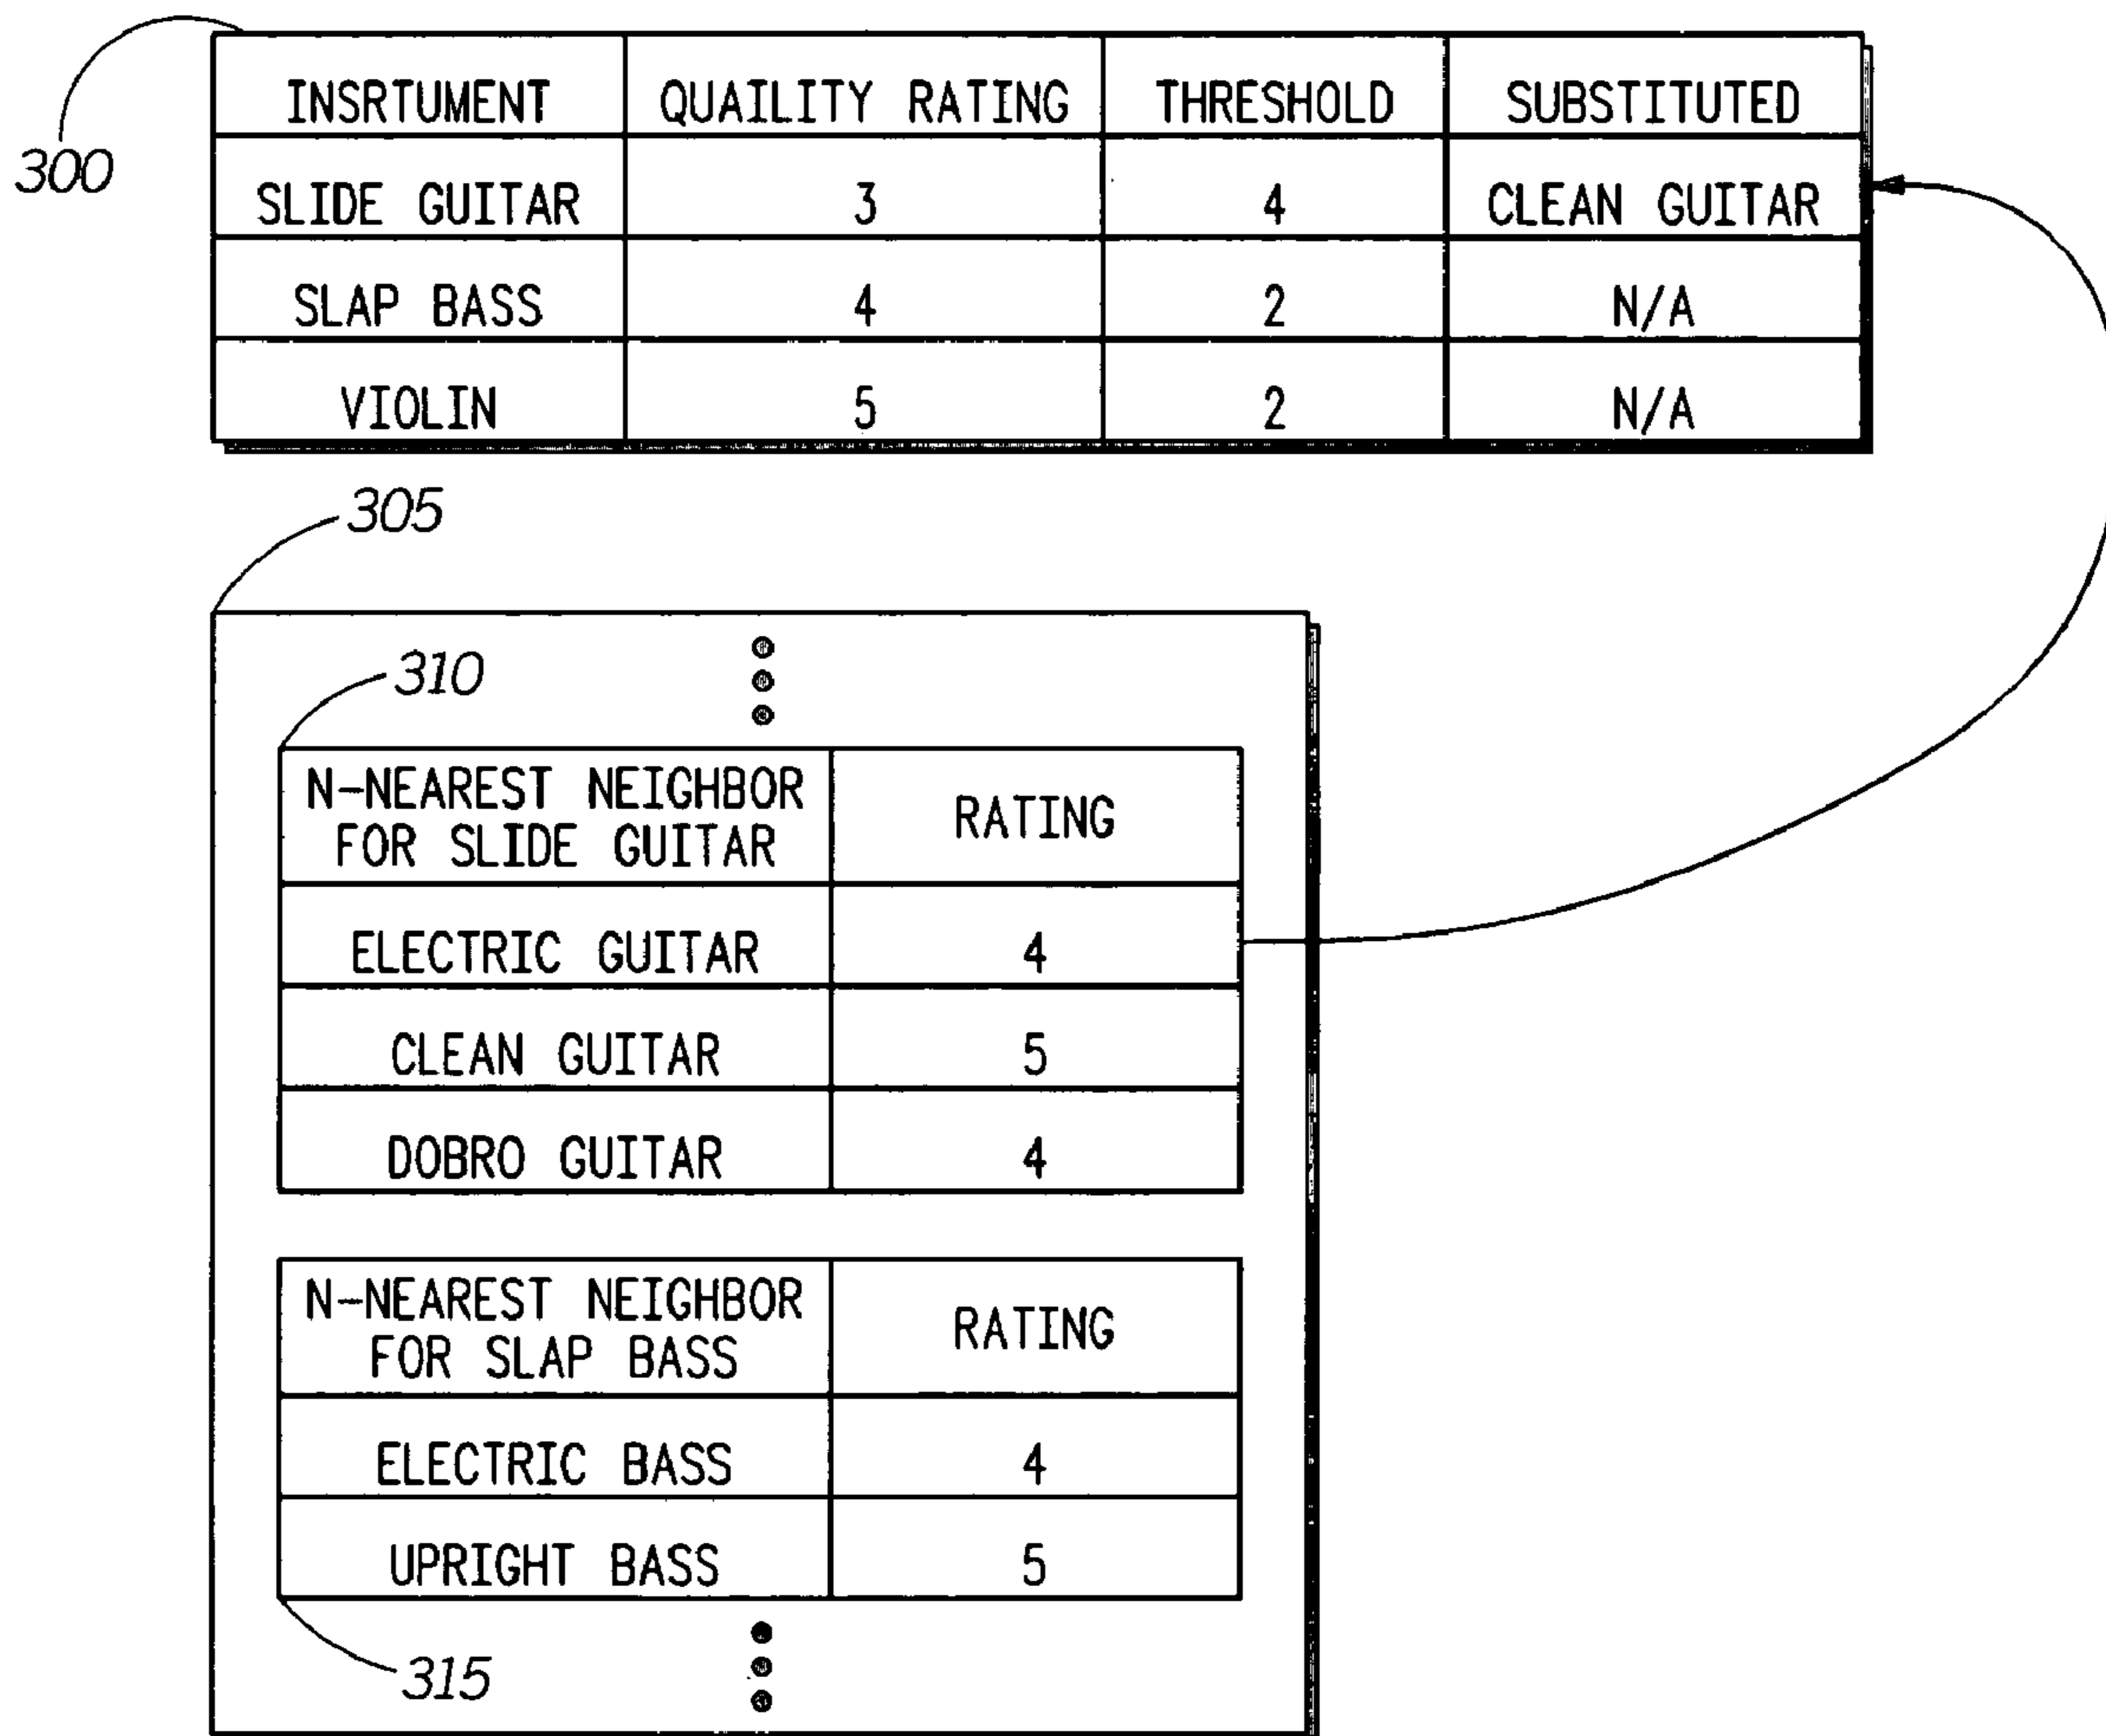 300
INSRTUMENT QUAILITY RATING THRESHOLD SUBSTITUTED
SLIDE GUITAR 3 4 CLEAN GUITAR
SLAP BASS 4 2 N/A
VIOLIN 5 2 N/A
305
310
N-NEAREST NEIGHBOR
FOR SLIDE GUITAR
RATING
ELECTRIC GUITAR 4
CLEAN GUITAR 5
DOBRO GUITAR 4
N-NEAREST NEIGHBOR
FOR SLAP BASS
RATING
ELECTRIC BASS 4
UPRIGHT BASS 5
315